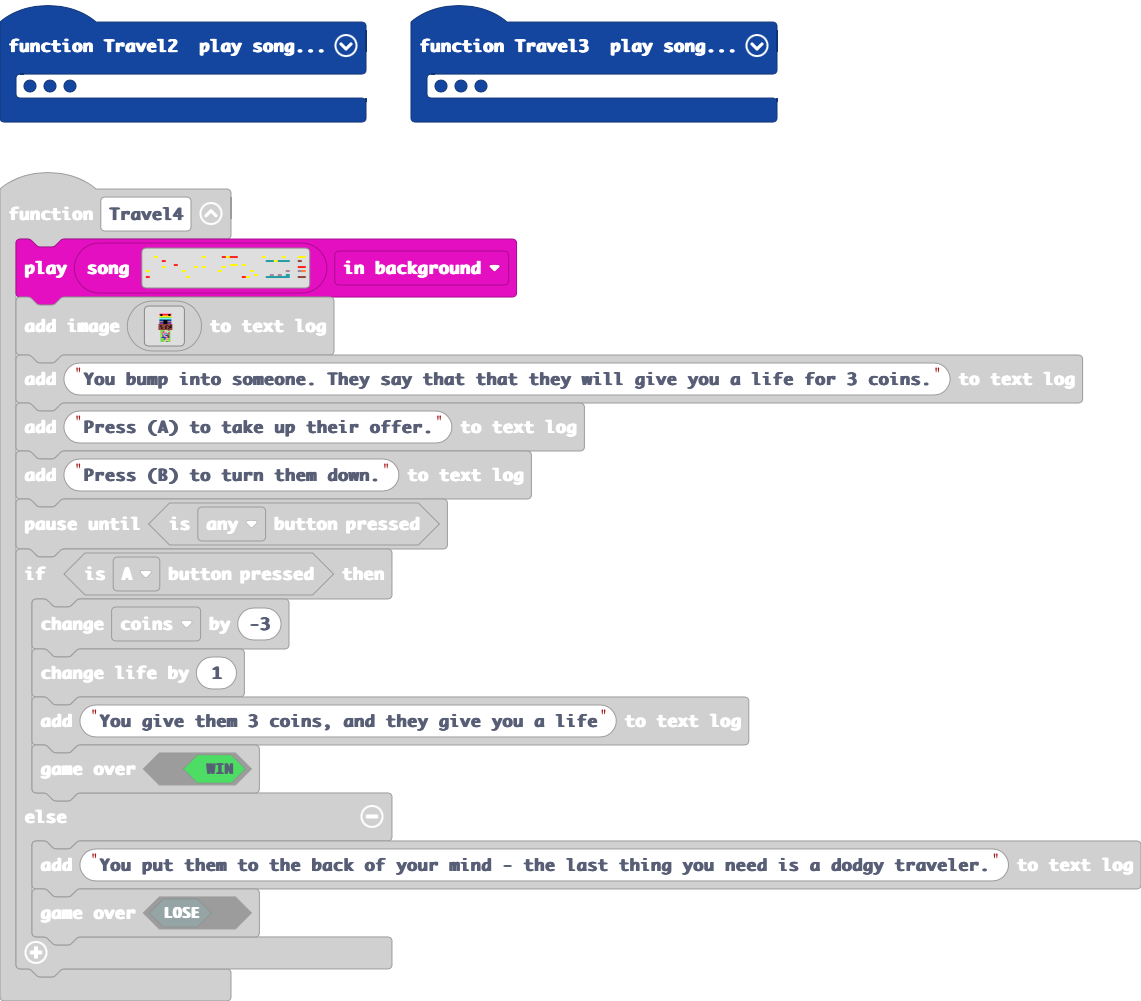 function Travel2 play song...
function Travel3 play song...
function Travel4
play song in background
add image to text log
add "You bump into someone. They say that that they will give you a life for 3 coins." to text log
add "Press (A) to take up their offer." to text log
add "Press (B) to turn them down." to text log
pause until is any button pressed
if is A button pressed then
change coins by -3
change life by 1
add "You give them 3 coins, and they give you a life" to text log
game over WIN
else
add "You put them to the back of your mind - the last thing you need is a dodgy traveler." to text log
game over LOSE